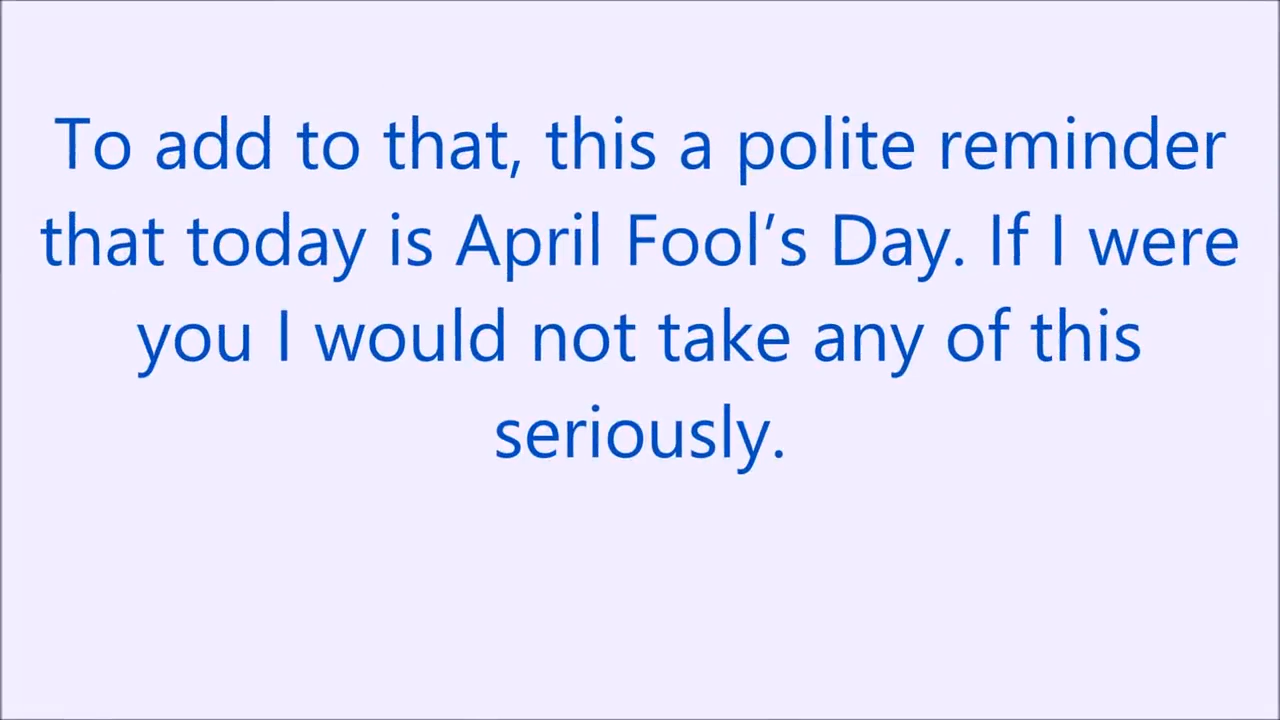 To add to that, this a polite reminder
that today is April Fool’s Day. If I were
you I would not take any of this
seriously.